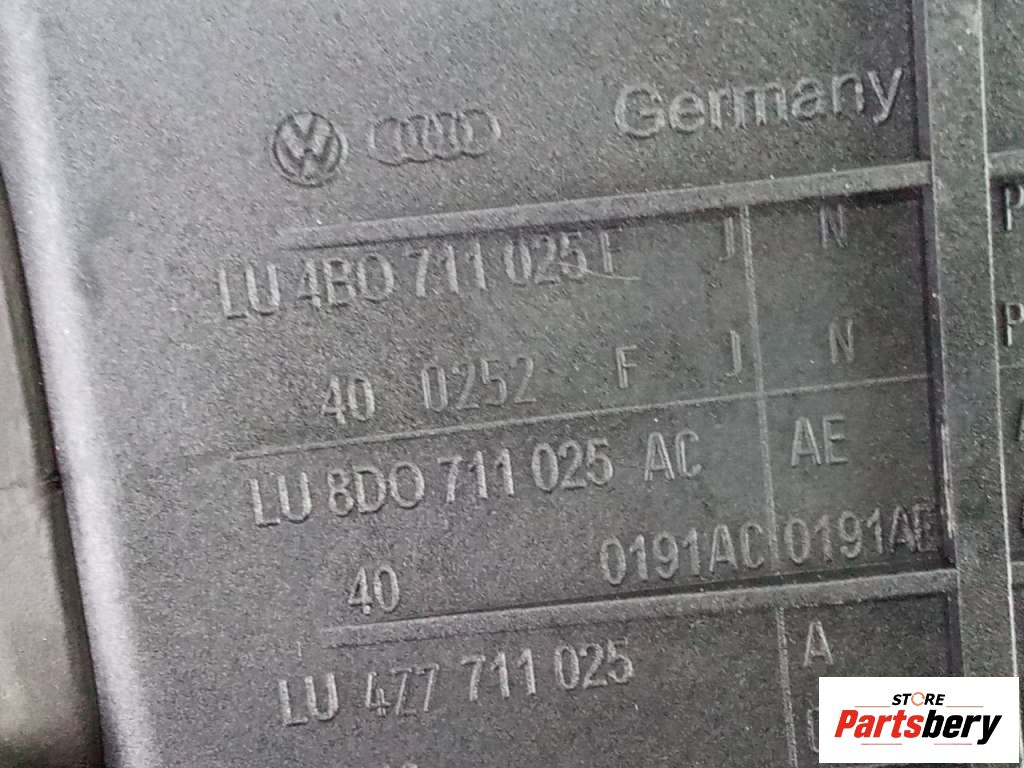 Germany
LU 4B0 711 025 F J N P
40 0252 F J N P
LU 8D0 711 025 AC AE
40 0191AC 0191AE
LU 4Z7 711 025 A
STORE
Partsbery